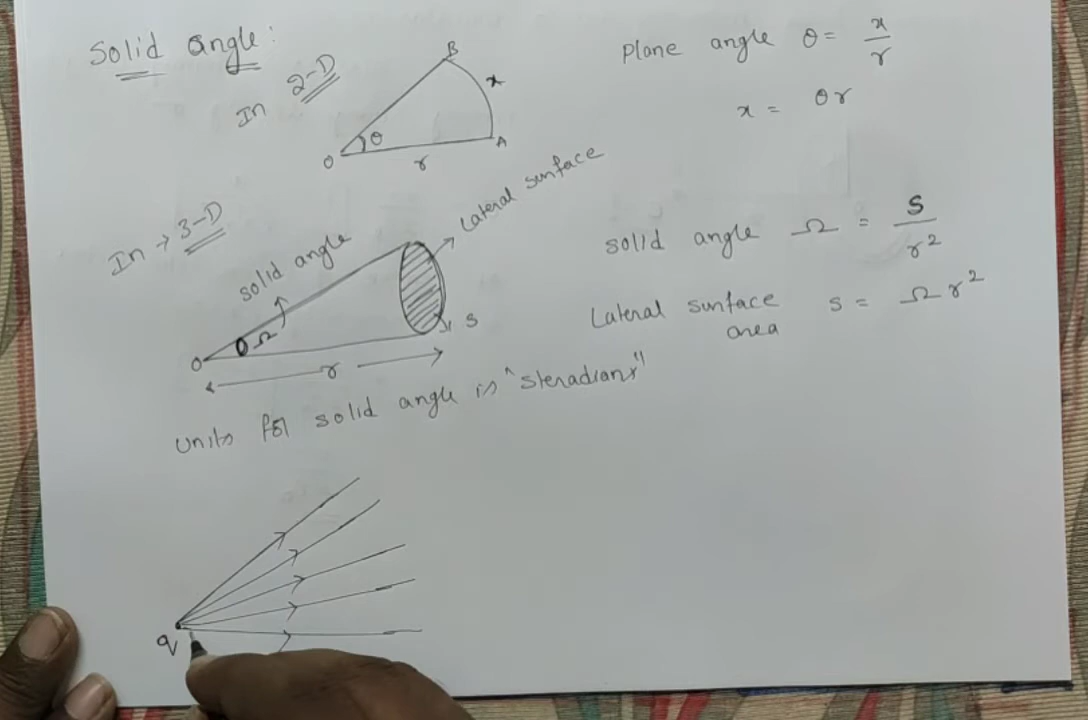 Solid angle:
In 2-D
B
x
θ
O
r
A
Plane angle θ = x/r
x = θr
In → 3-D
solid angle
Lateral surface
O
Ω
S
r
solid angle Ω = S/r²
Lateral surface area S = Ωr²
units for solid angle is "steradians"
q